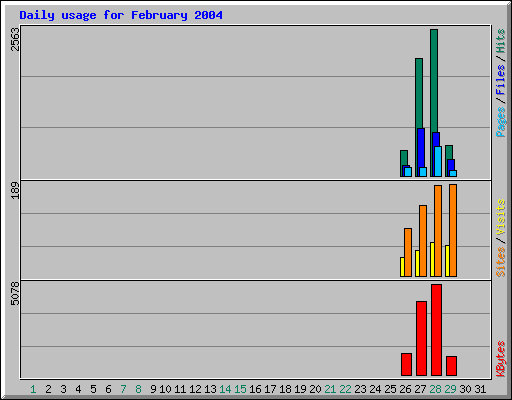 Daily usage for February 2004
2563
189
5078
Pages/Files/Hits
Sites/Visits
KBytes
1 2 3 4 5 6 7 8 9 10 11 12 13 14 15 16 17 18 19 20 21 22 23 24 25 26 27 28 29 30 31